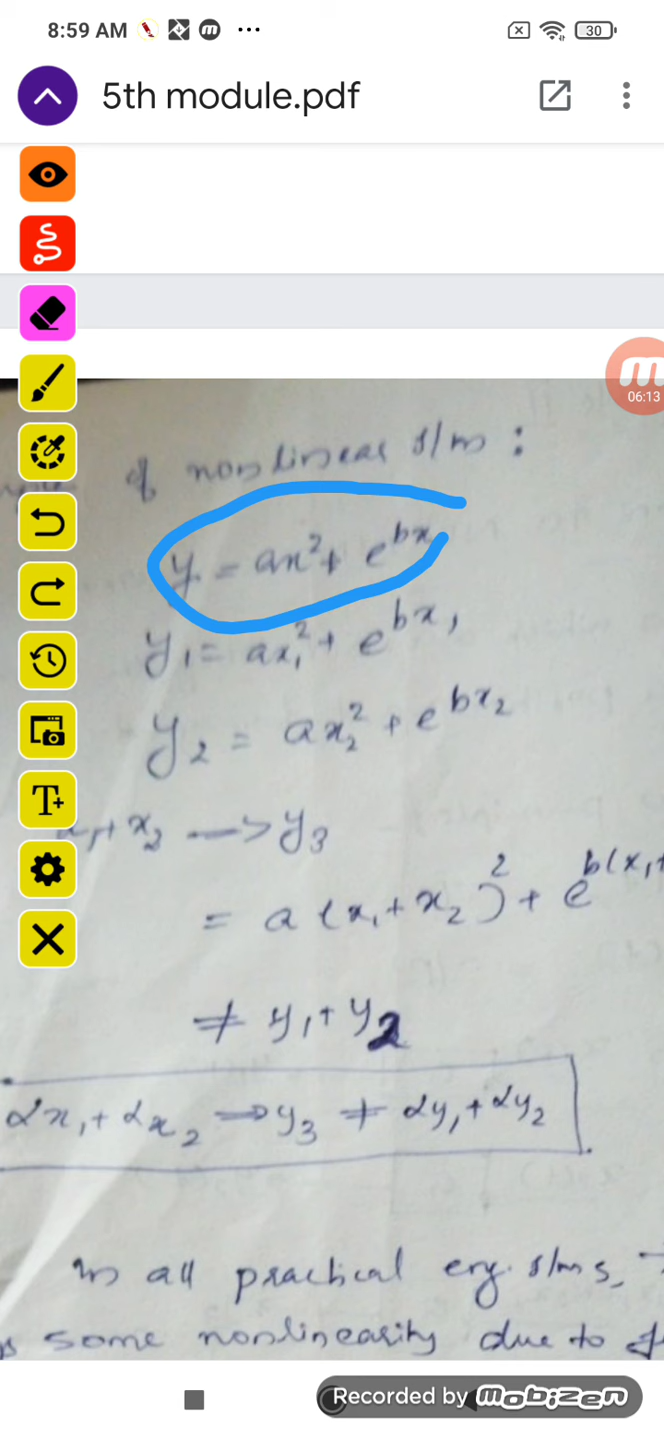 8:59 AM ... 30
5th module.pdf
06:13
of nonlinear s/m :
y = ax² + e^bx
y₁ = ax₁² + e^bx₁
y₂ = ax₂² + e^bx₂
x₁ + x₂ —> y₃
= a(x₁ + x₂)² + e^b(x₁+
≠ y₁ + y₂
αx₁ + αx₂ => y₃ ≠ αy₁ + αy₂
In all practical eng. s/ms,
some nonlinearity due to
T+
Recorded by mobizen